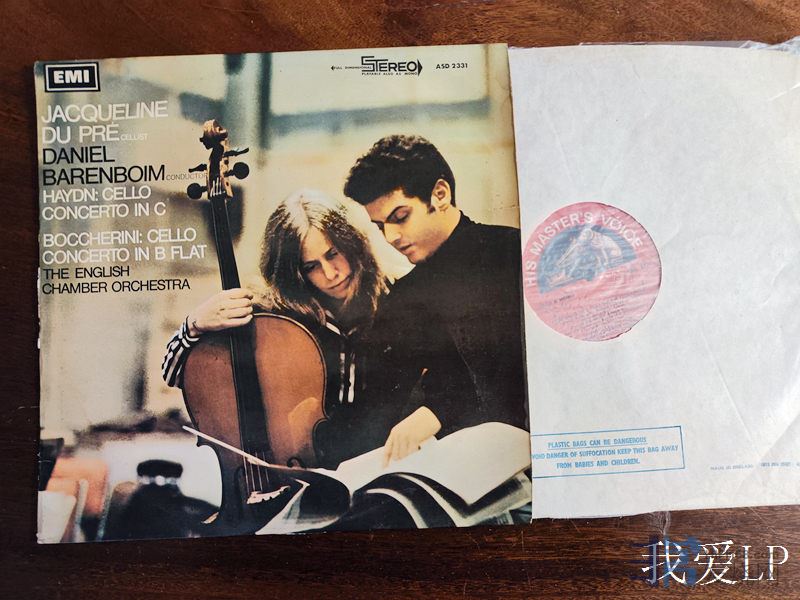 EMI
FULL DIMENSIONAL STEREO
PLAYABLE ALSO AS MONO
ASD 2331
JACQUELINE
DU PRÉ CELLIST
DANIEL
BARENBOIM CONDUCTOR
HAYDN: CELLO
CONCERTO IN C
BOCCHERINI: CELLO
CONCERTO IN B FLAT
THE ENGLISH
CHAMBER ORCHESTRA
HIS MASTER'S VOICE
PLASTIC BAGS CAN BE DANGEROUS
VOID DANGER OF SUFFOCATION KEEP THIS BAG AWAY
FROM BABIES AND CHILDREN.
MADE IN ENGLAND
我爱LP